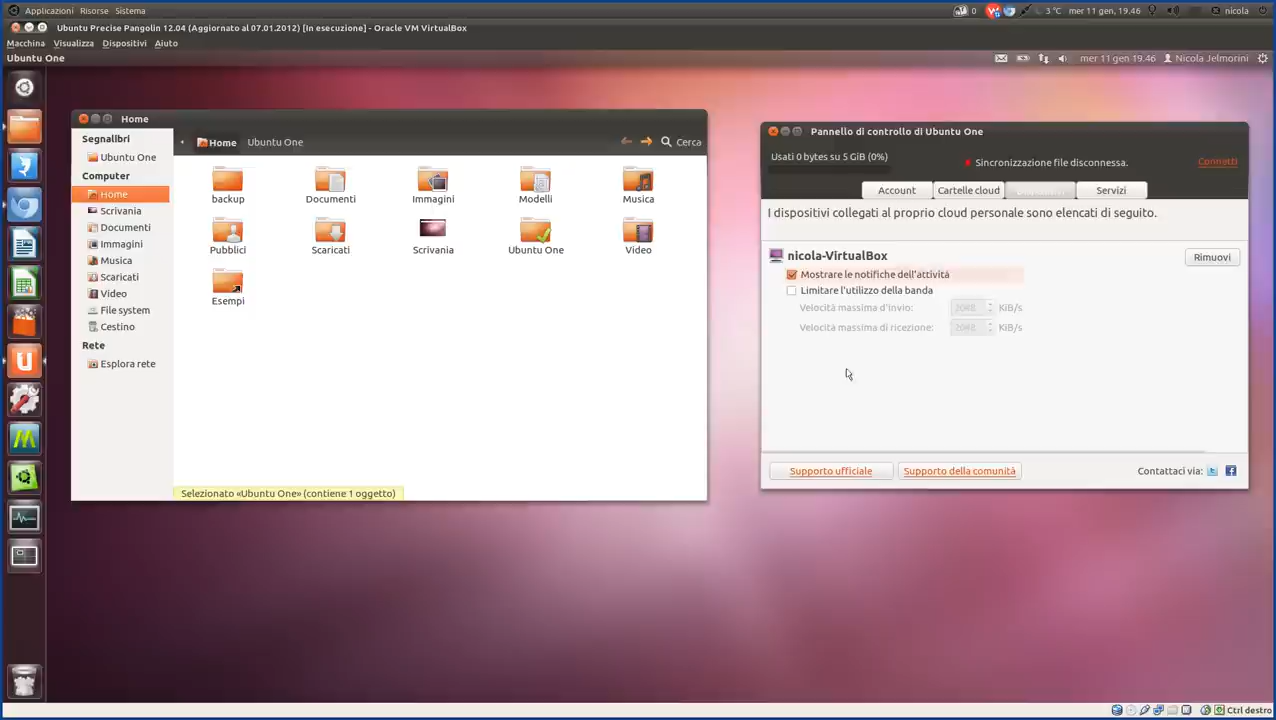 Applicazioni Risorse Sistema
0 3 °C mer 11 gen, 19.46 nicola
Ubuntu Precise Pangolin 12.04 (Aggiornato al 07.01.2012) [In esecuzione] - Oracle VM VirtualBox
Macchina Visualizza Dispositivi Aiuto
Ubuntu One
mer 11 gen 19.46 Nicola Jelmorini
Home
Segnalibri
Ubuntu One
Computer
Home
Scrivania
Documenti
Immagini
Musica
Scaricati
Video
File system
Cestino
Rete
Esplora rete
Home Ubuntu One Cerca
backup Documenti Immagini Modelli Musica
Pubblici Scaricati Scrivania Ubuntu One Video
Esempi
Selezionato «Ubuntu One» (contiene 1 oggetto)
Pannello di controllo di Ubuntu One
Usati 0 bytes su 5 GiB (0%)
Sincronizzazione file disconnessa. Connetti
Account Cartelle cloud Dispositivi Servizi
I dispositivi collegati al proprio cloud personale sono elencati di seguito.
nicola-VirtualBox Rimuovi
Mostrare le notifiche dell'attività
Limitare l'utilizzo della banda
Velocità massima d'invio: 2048 KiB/s
Velocità massima di ricezione: 2048 KiB/s
Supporto ufficiale Supporto della comunità Contattaci via:
Ctrl destro